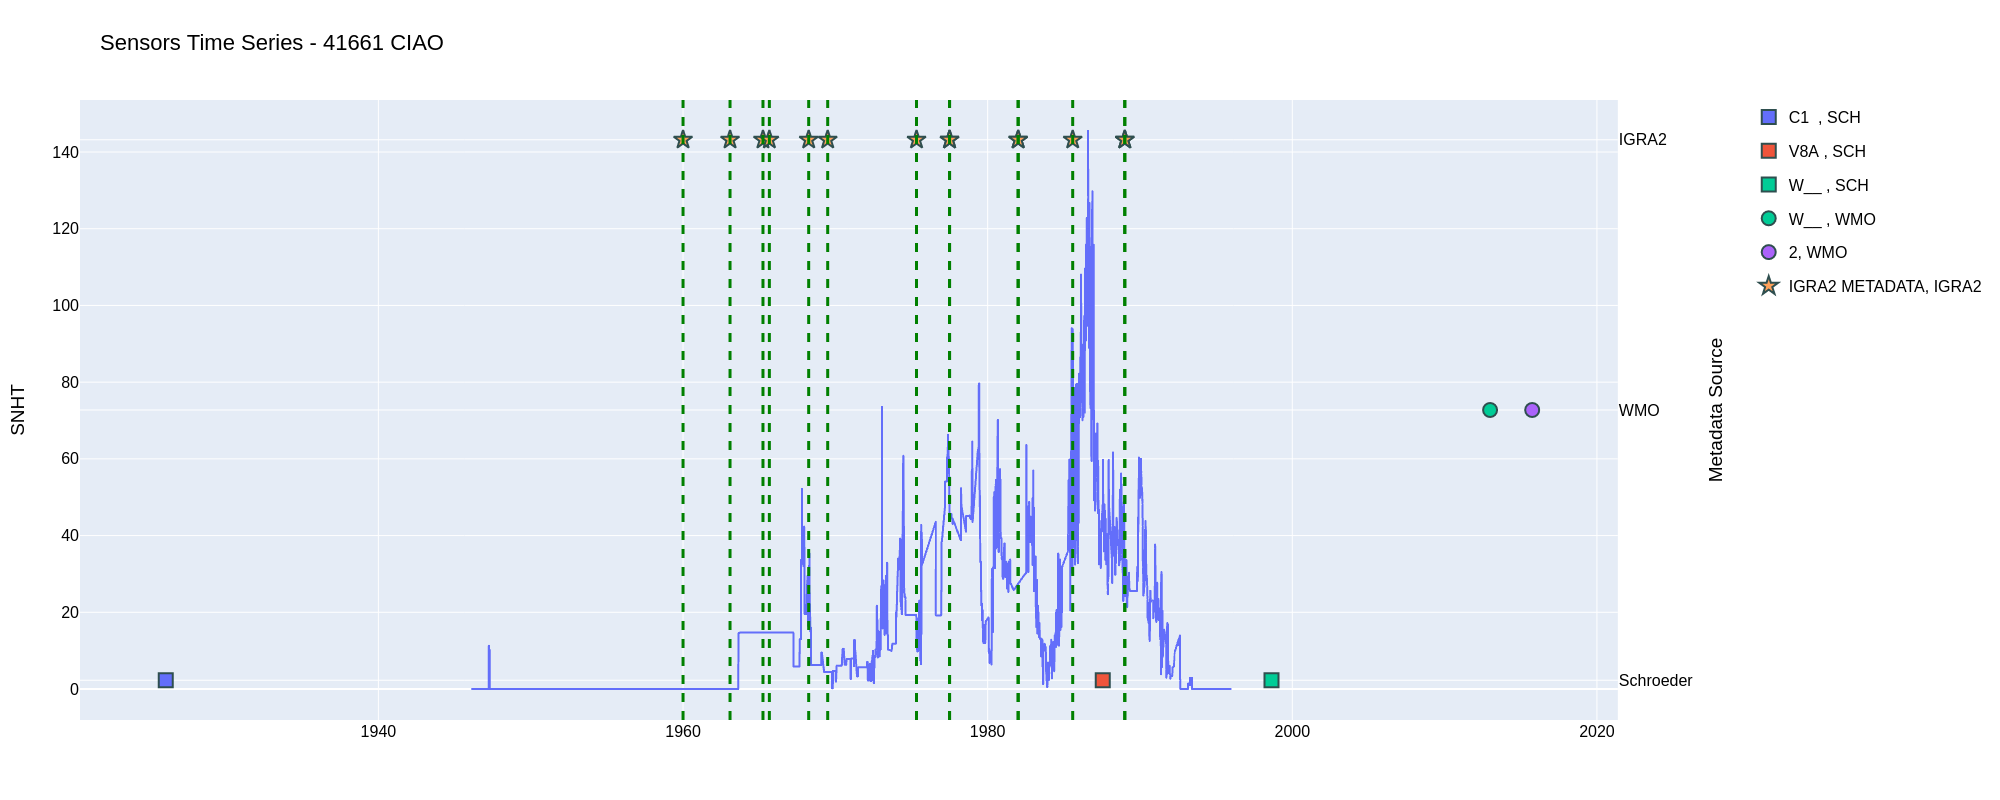 Sensors Time Series - 41661 CIAO
SNHT
140
120
100
80
60
40
20
0
1940
1960
1980
2000
2020
IGRA2
WMO
Schroeder
Metadata Source
C1  , SCH
V8A , SCH
W__ , SCH
W__ , WMO
2, WMO
IGRA2 METADATA, IGRA2